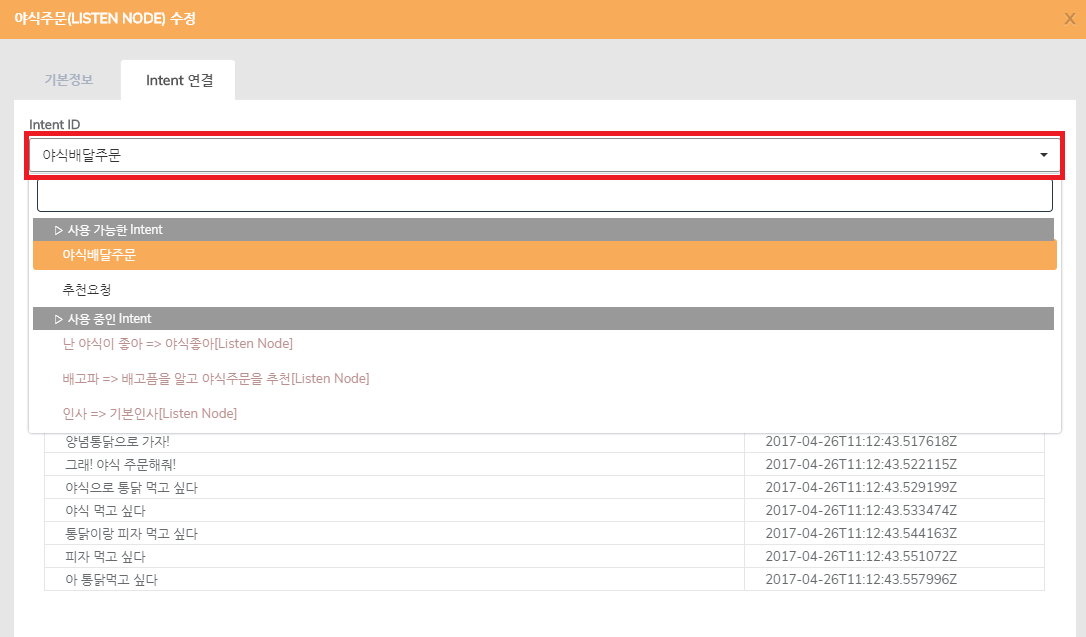 야식주문(LISTEN NODE) 수정 X
기본정보 Intent 연결
Intent ID
야식배달주문
▷ 사용 가능한 Intent
야식배달주문
추천요청
▷ 사용 중인 Intent
난 야식이 좋아 => 야식좋아[Listen Node]
배고파 => 배고픔을 알고 야식주문을 추천[Listen Node]
인사 => 기본인사[Listen Node]
양념통닭으로 가자! 2017-04-26T11:12:43.517618Z
그래! 야식 주문해줘! 2017-04-26T11:12:43.522115Z
야식으로 통닭 먹고 싶다 2017-04-26T11:12:43.529199Z
야식 먹고 싶다 2017-04-26T11:12:43.533474Z
통닭이랑 피자 먹고 싶다 2017-04-26T11:12:43.544163Z
피자 먹고 싶다 2017-04-26T11:12:43.551072Z
아 통닭먹고 싶다 2017-04-26T11:12:43.557996Z